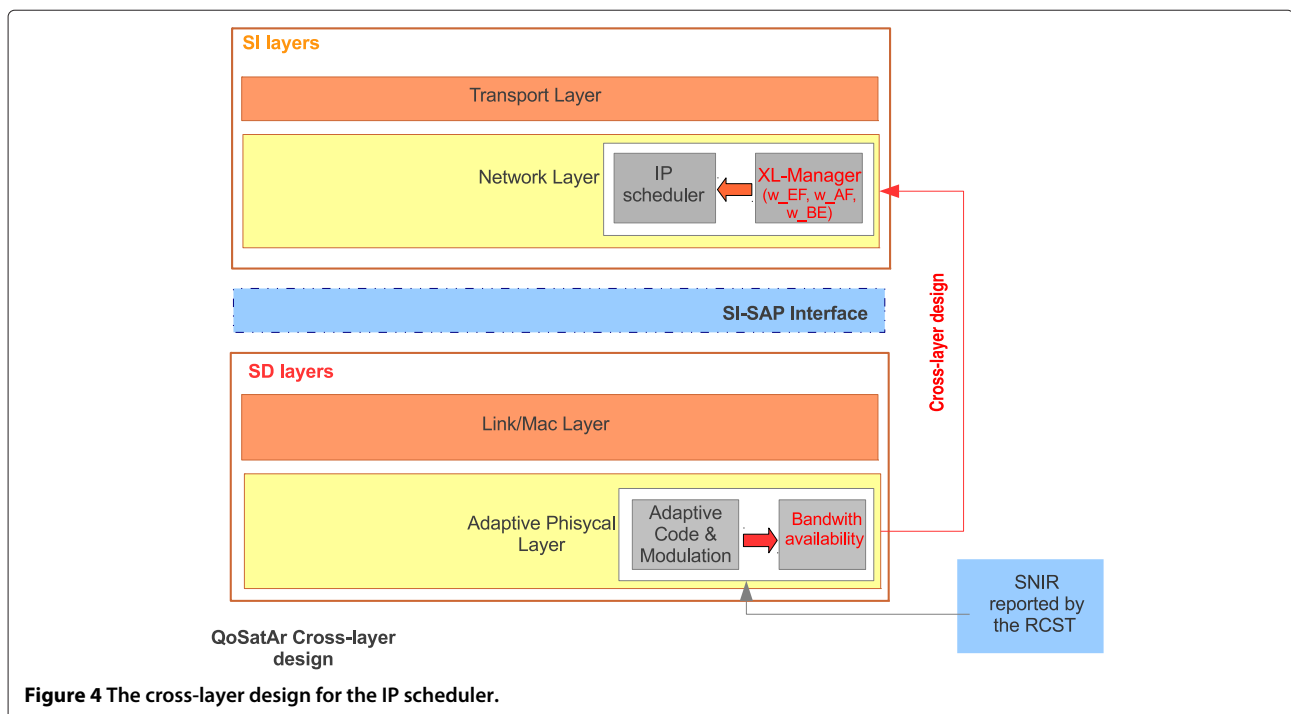 SI layers
Transport Layer
Network Layer
IP
scheduler
XL-Manager
(w_EF, w_AF,
w_BE)
Cross-layer design
SI-SAP Interface
SD layers
Link/Mac Layer
Adaptive Phisycal
Layer
Adaptive
Code &
Modulation
Bandwith
availability
SNIR
reported by
the RCST
QoSatAr Cross-layer
design
Figure 4 The cross-layer design for the IP scheduler.